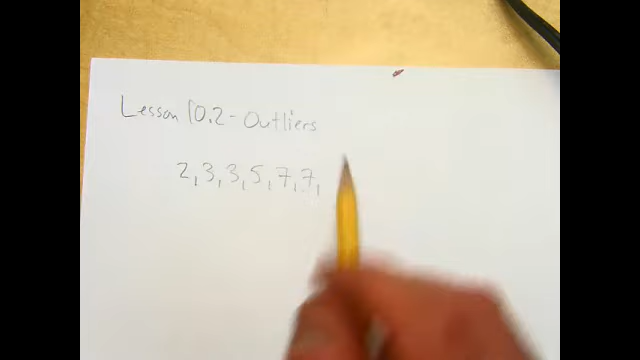 Lesson 10.2 - Outliers
2, 3, 3, 5, 7, 7,